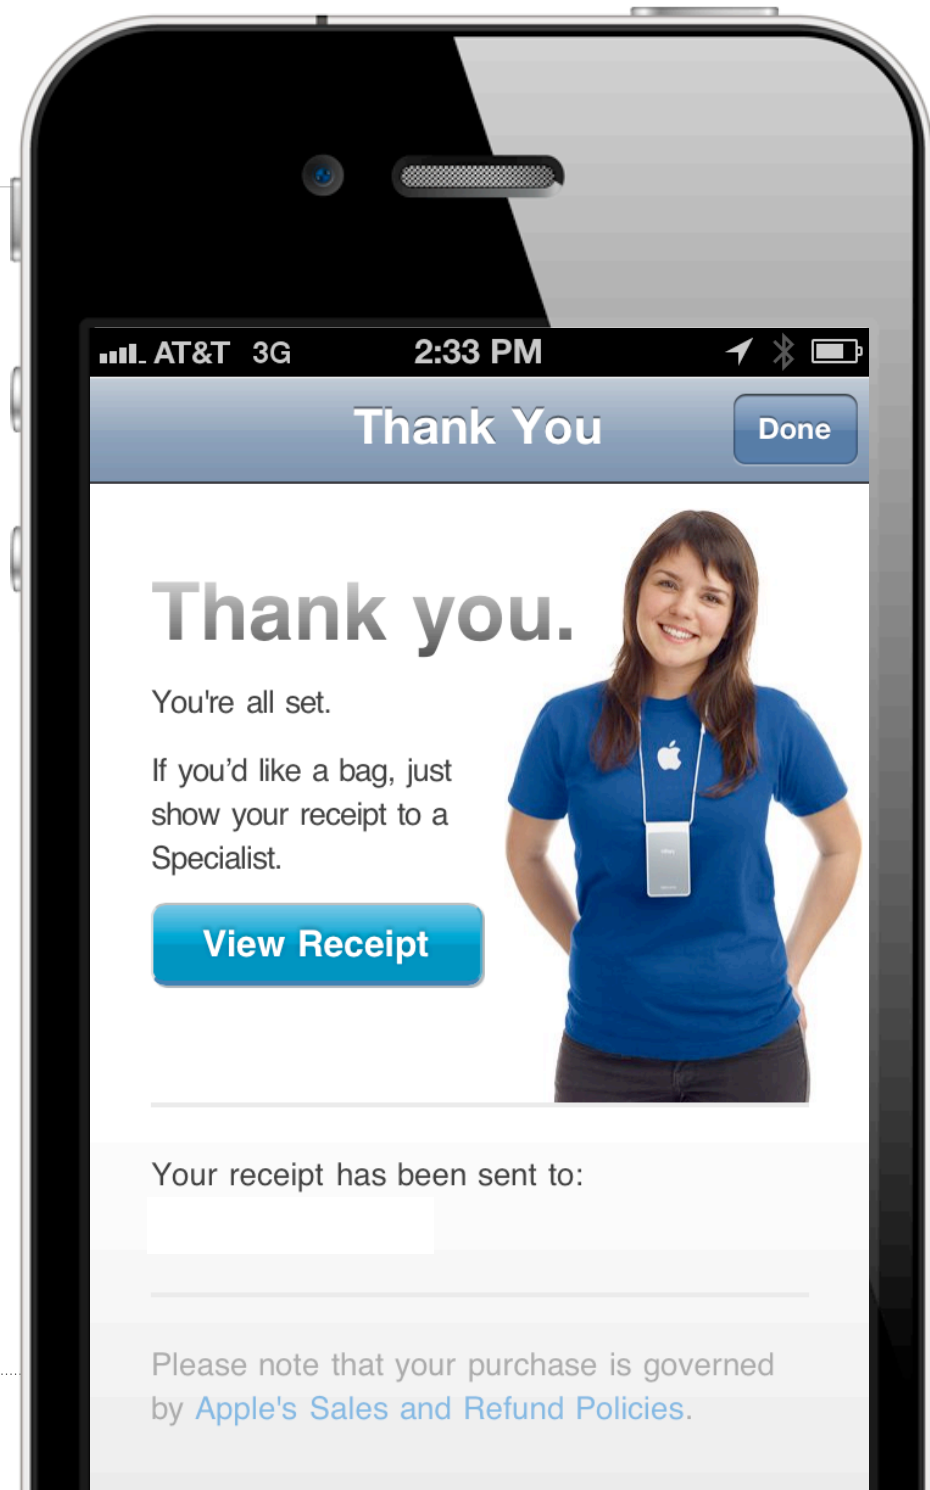 AT&T 3G 2:33 PM
Thank You
Done
Thank you.
You're all set.
If you’d like a bag, just
show your receipt to a
Specialist.
View Receipt
Your receipt has been sent to:
Please note that your purchase is governed
by Apple's Sales and Refund Policies.